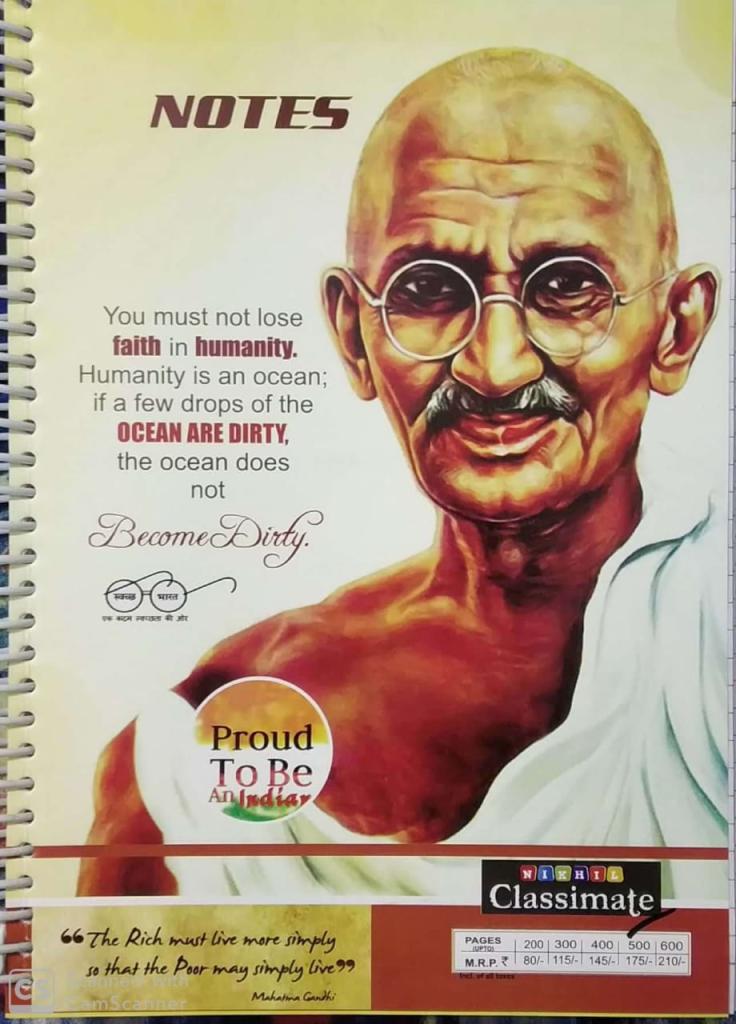 NOTES
You must not lose
faith in humanity.
Humanity is an ocean;
if a few drops of the
OCEAN ARE DIRTY,
the ocean does
not
Become Dirty.
स्वच्छ भारत
एक कदम स्वच्छता की ओर
Proud
To Be
An Indian
NIKHIL
Classimate
“The Rich must live more simply
so that the Poor may simply live”
Mahatma Gandhi
PAGES (UPTO) 200 300 400 500 600
M.R.P. ₹ 80/- 115/- 145/- 175/- 210/-
Incl. of all taxes
CS Scanned with
CamScanner